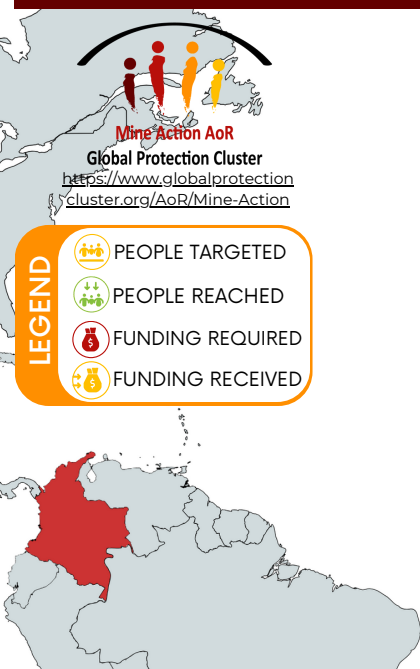 Mine Action AoR
Global Protection Cluster
https://www.globalprotection
cluster.org/AoR/Mine-Action
LEGEND
PEOPLE TARGETED
PEOPLE REACHED
FUNDING REQUIRED
FUNDING RECEIVED